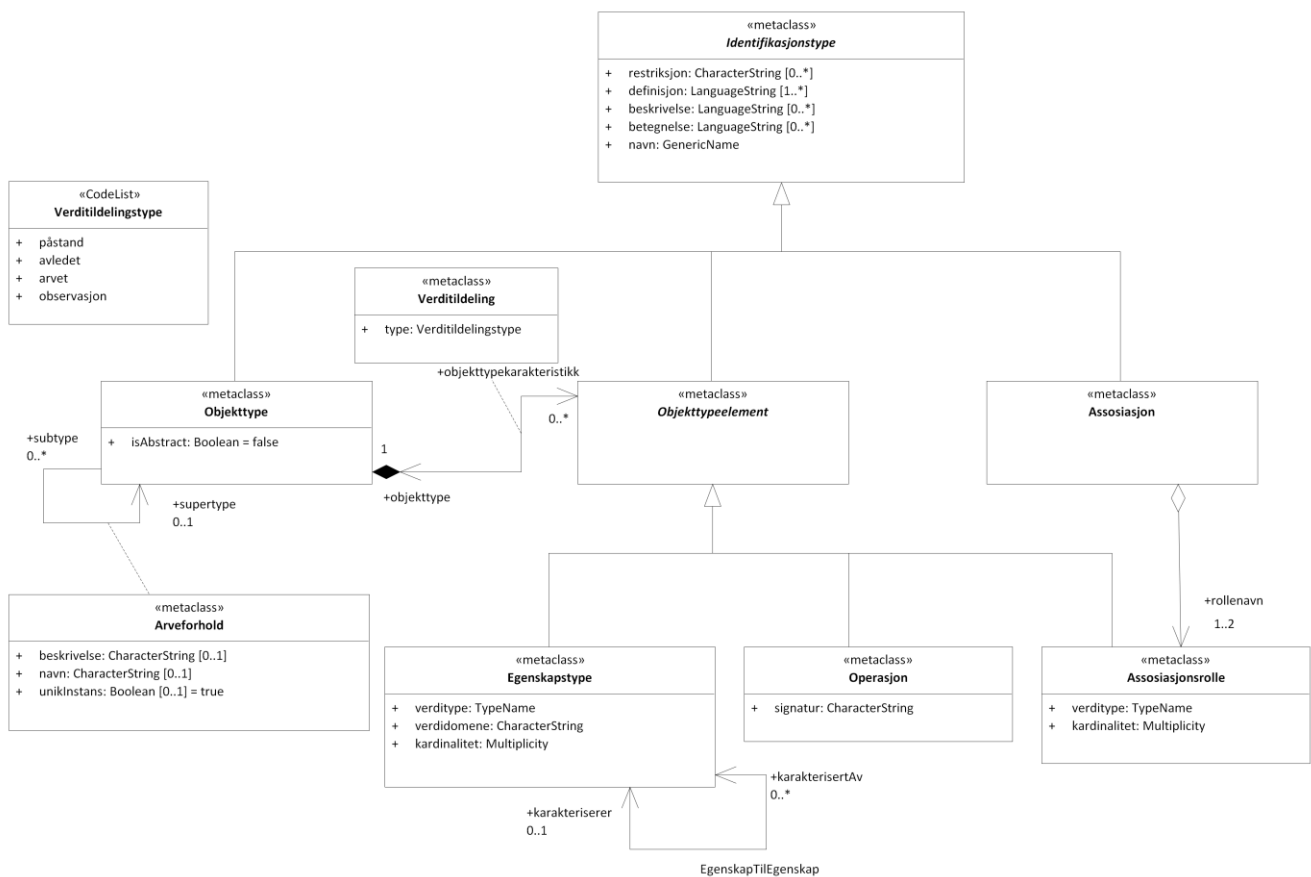 «metaclass»
Identifikasjonstype
+ restriksjon: CharacterString [0..*]
+ definisjon: LanguageString [1..*]
+ beskrivelse: LanguageString [0..*]
+ betegnelse: LanguageString [0..*]
+ navn: GenericName
«CodeList»
Verditildelingstype
+ påstand
+ avledet
+ arvet
+ observasjon
«metaclass»
Verditildeling
+ type: Verditildelingstype
+objekttypekarakteristikk
0..*
«metaclass»
Objekttype
+ isAbstract: Boolean = false
1
+objekttype
+subtype
0..*
+supertype
0..1
«metaclass»
Objekttypeelement
«metaclass»
Assosiasjon
+rollenavn
1..2
«metaclass»
Arveforhold
+ beskrivelse: CharacterString [0..1]
+ navn: CharacterString [0..1]
+ unikInstans: Boolean [0..1] = true
«metaclass»
Egenskapstype
+ verditype: TypeName
+ verdidomene: CharacterString
+ kardinalitet: Multiplicity
«metaclass»
Operasjon
+ signatur: CharacterString
«metaclass»
Assosiasjonsrolle
+ verditype: TypeName
+ kardinalitet: Multiplicity
+karakterisertAv
0..*
+karakteriserer
0..1
EgenskapTilEgenskap